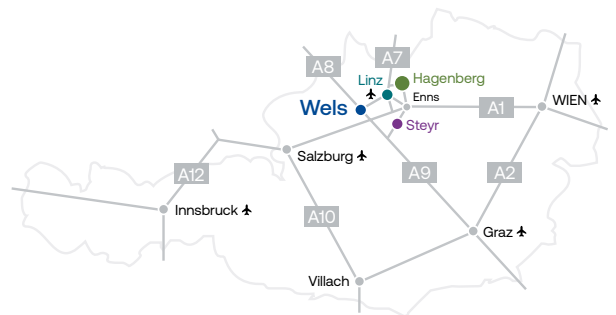 A7
A8
Linz
Hagenberg
Enns
Wels
A1
WIEN
Steyr
Salzburg
A12
A9
A2
Innsbruck
A10
Graz
Villach